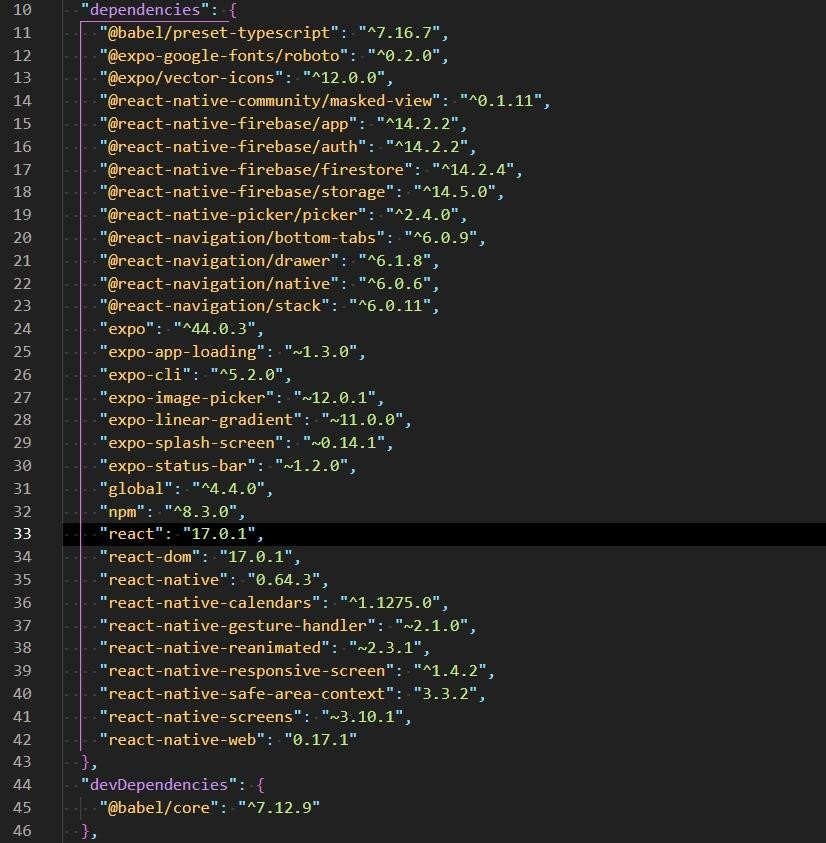 10 "dependencies": {
11 "@babel/preset-typescript": "^7.16.7",
12 "@expo-google-fonts/roboto": "^0.2.0",
13 "@expo/vector-icons": "^12.0.0",
14 "@react-native-community/masked-view": "^0.1.11",
15 "@react-native-firebase/app": "^14.2.2",
16 "@react-native-firebase/auth": "^14.2.2",
17 "@react-native-firebase/firestore": "^14.2.4",
18 "@react-native-firebase/storage": "^14.5.0",
19 "@react-native-picker/picker": "^2.4.0",
20 "@react-navigation/bottom-tabs": "^6.0.9",
21 "@react-navigation/drawer": "^6.1.8",
22 "@react-navigation/native": "^6.0.6",
23 "@react-navigation/stack": "^6.0.11",
24 "expo": "^44.0.3",
25 "expo-app-loading": "~1.3.0",
26 "expo-cli": "^5.2.0",
27 "expo-image-picker": "~12.0.1",
28 "expo-linear-gradient": "~11.0.0",
29 "expo-splash-screen": "~0.14.1",
30 "expo-status-bar": "~1.2.0",
31 "global": "^4.4.0",
32 "npm": "^8.3.0",
33 "react": "17.0.1",
34 "react-dom": "17.0.1",
35 "react-native": "0.64.3",
36 "react-native-calendars": "^1.1275.0",
37 "react-native-gesture-handler": "~2.1.0",
38 "react-native-reanimated": "~2.3.1",
39 "react-native-responsive-screen": "^1.4.2",
40 "react-native-safe-area-context": "3.3.2",
41 "react-native-screens": "~3.10.1",
42 "react-native-web": "0.17.1"
43 },
44 "devDependencies": {
45 "@babel/core": "^7.12.9"
46 },